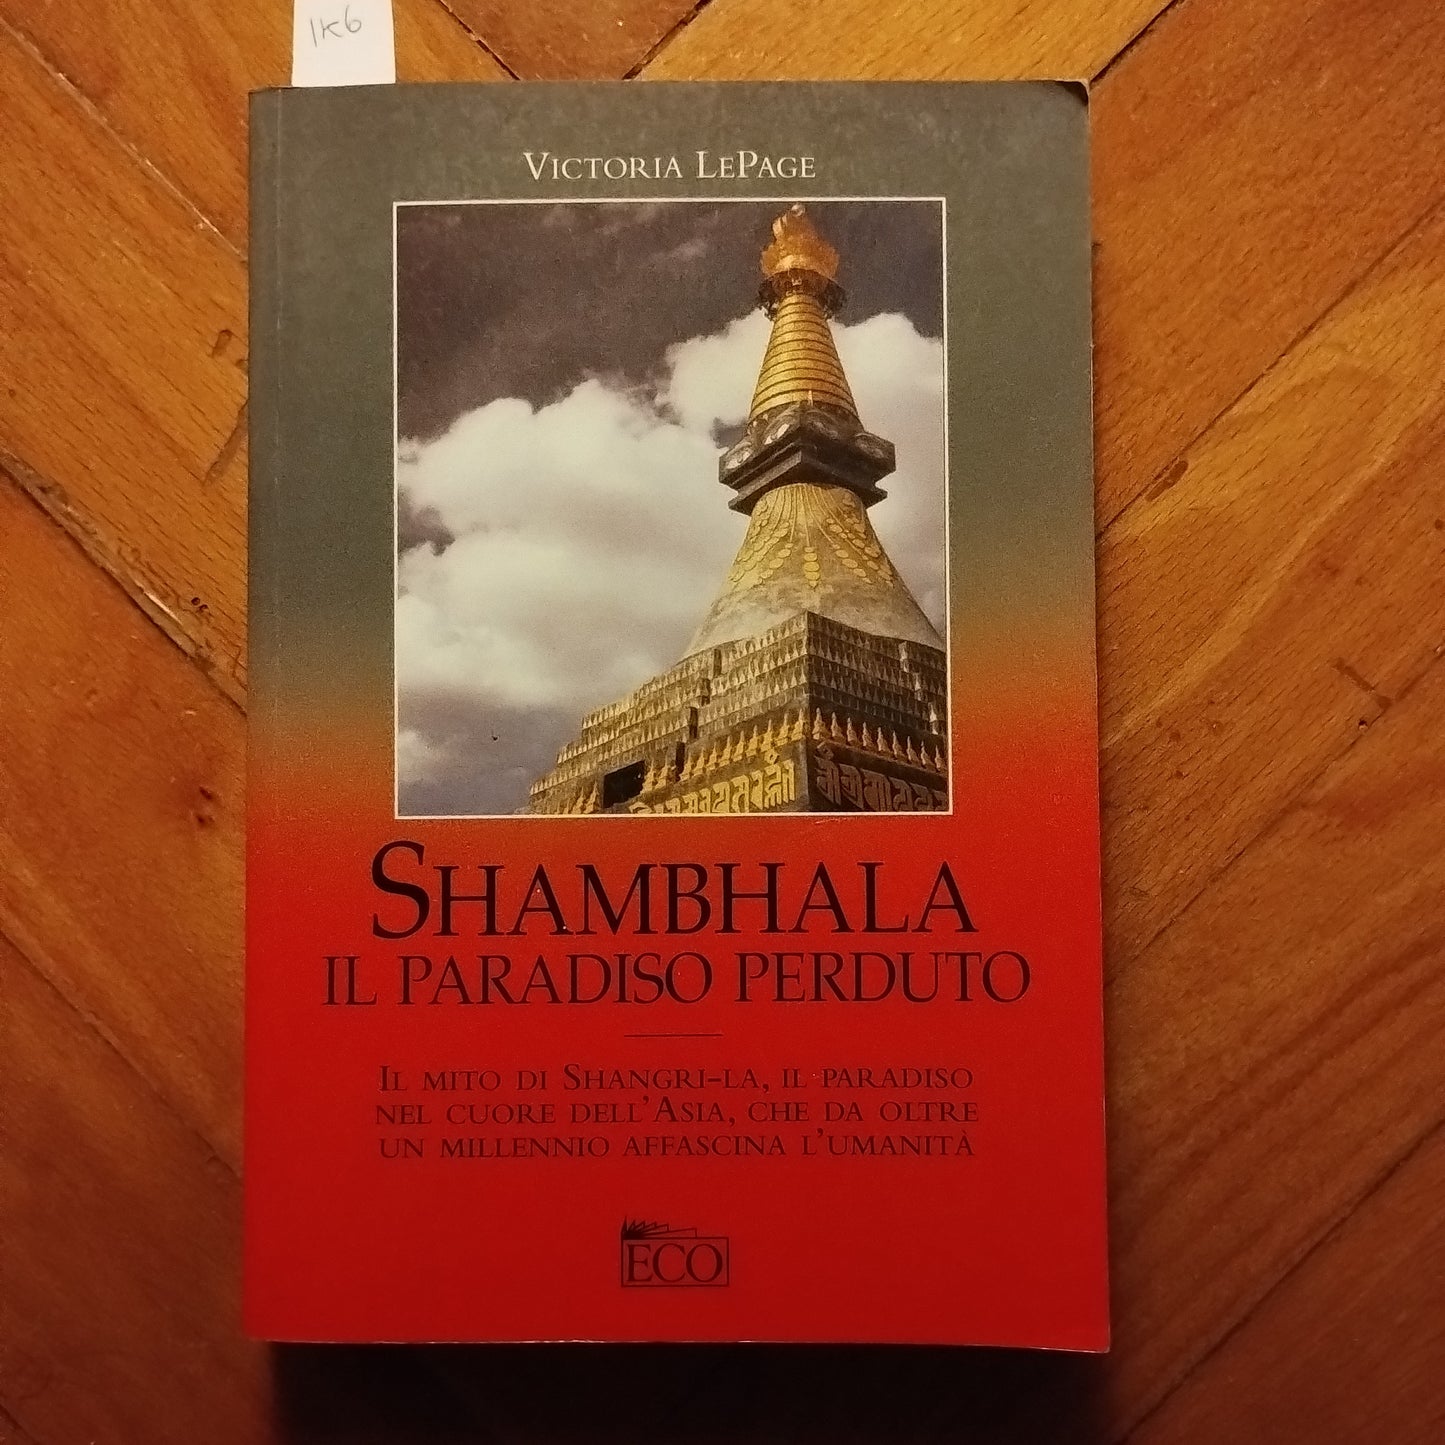 1K6
VICTORIA LEPAGE
SHAMBHALA
IL PARADISO PERDUTO
IL MITO DI SHANGRI-LA, IL PARADISO
NEL CUORE DELL'ASIA, CHE DA OLTRE
UN MILLENNIO AFFASCINA L'UMANITÀ
ECO